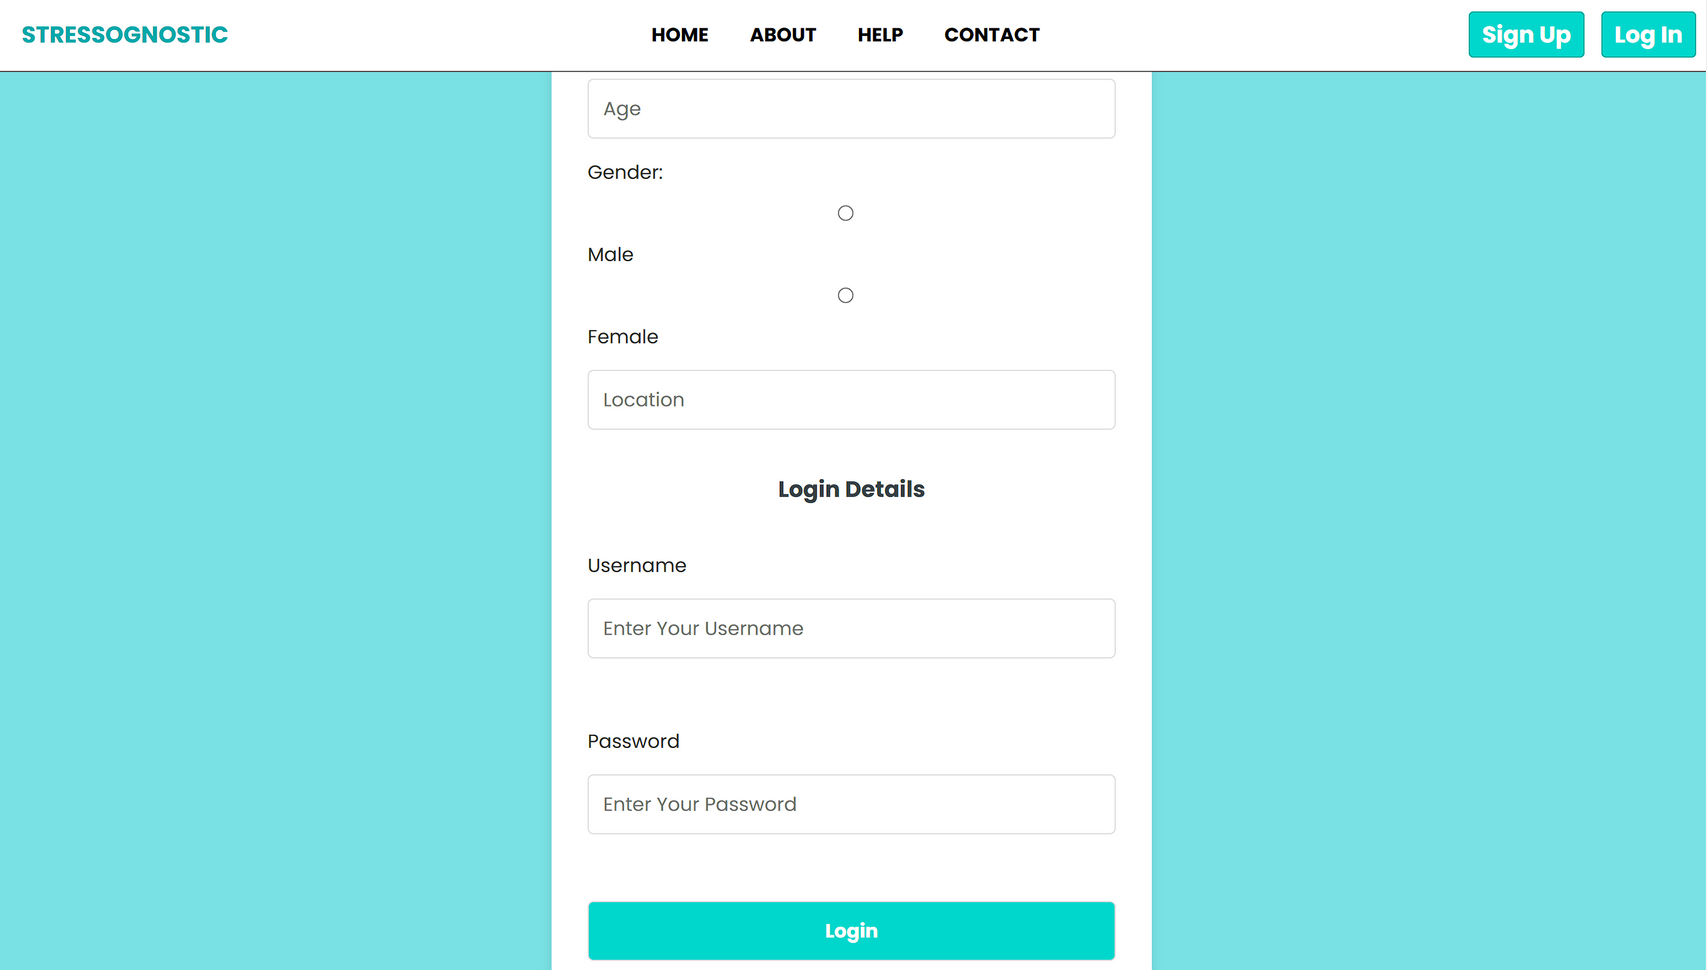 STRESSOGNOSTIC HOME ABOUT HELP CONTACT Sign Up Log In
Age
Gender:
Male
Female
Location
Login Details
Username
Enter Your Username
Password
Enter Your Password
Login